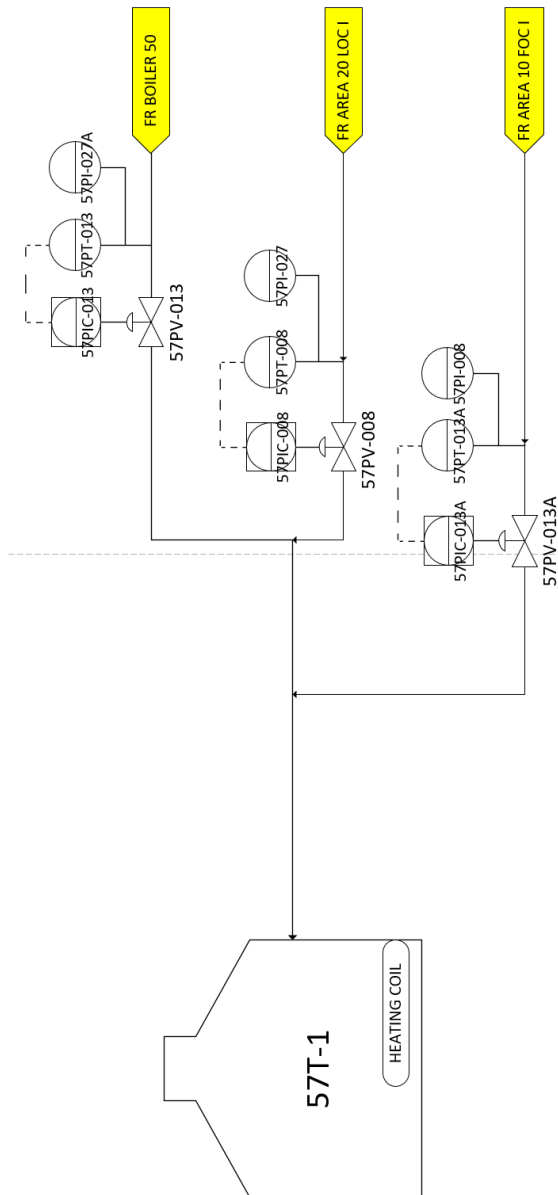 FR BOILER 50
FR AREA 20 LOC I
FR AREA 10 FOC I
57PI-027A
57PT-013
57PIC-013
57PV-013
57PI-027
57PT-008
57PIC-008
57PV-008
57PI-008
57PT-013A
57PIC-013A
57PV-013A
57T-1
HEATING COIL